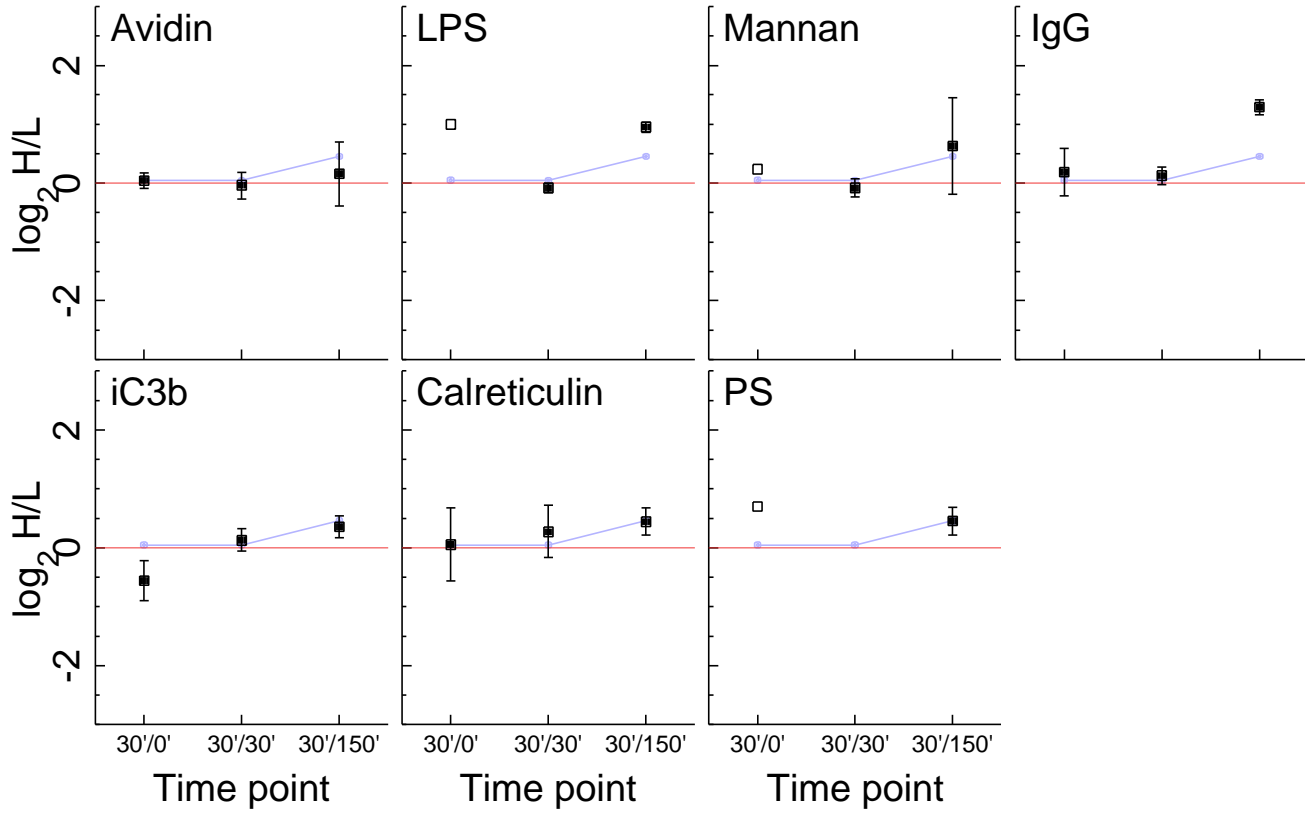 Avidin
LPS
Mannan
IgG
log2 H/L
2
0
-2
iC3b
Calreticulin
PS
log2 H/L
2
0
-2
30'/0' 30'/30' 30'/150'
30'/0' 30'/30' 30'/150'
30'/0' 30'/30' 30'/150'
Time point
Time point
Time point